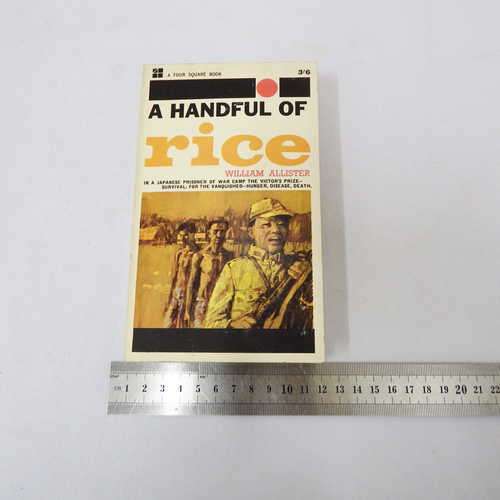 A FOUR SQUARE BOOK 3/6
A HANDFUL OF
rice
WILLIAM ALLISTER
IN A JAPANESE PRISONER OF WAR CAMP THE VICTOR'S PRIZE—
SURVIVAL, FOR THE VANQUISHED—HUNGER, DISEASE, DEATH.
CM 1 2 3 4 5 6 7 8 9 10 11 12 13 14 15 16 17 18 19 20 21 22